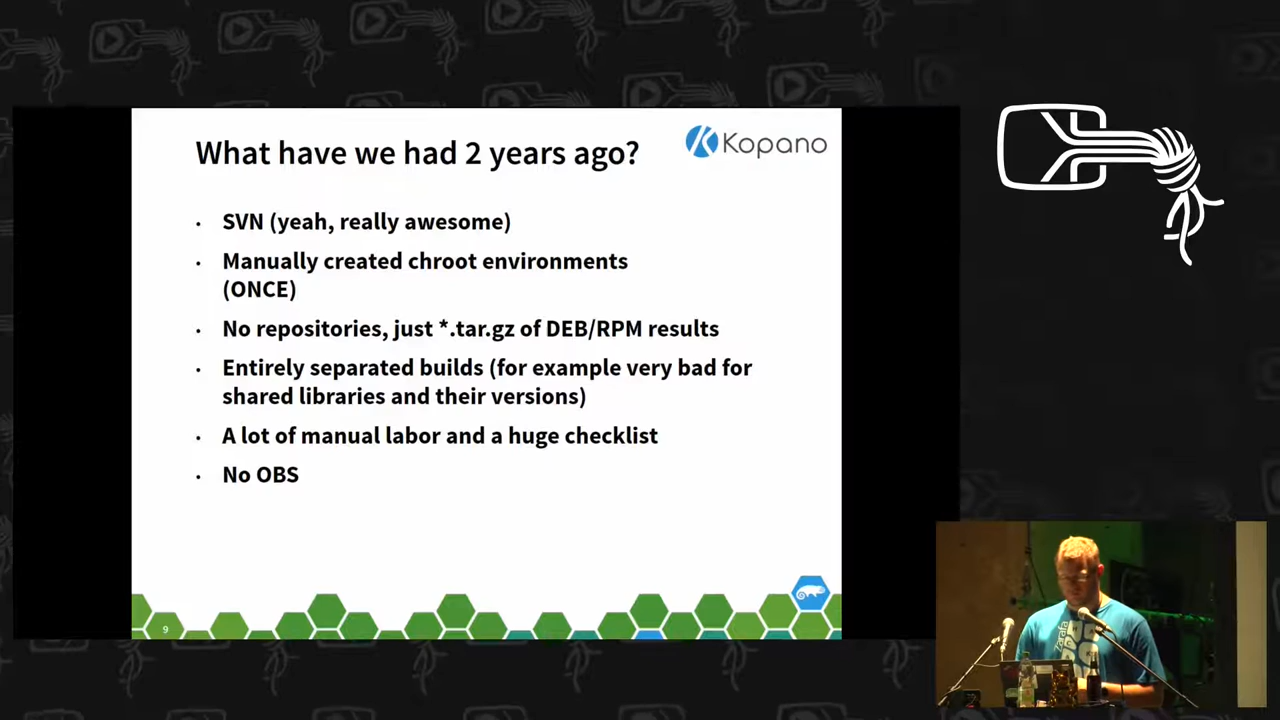 What have we had 2 years ago?
Kopano
· SVN (yeah, really awesome)
· Manually created chroot environments
(ONCE)
· No repositories, just *.tar.gz of DEB/RPM results
· Entirely separated builds (for example very bad for
shared libraries and their versions)
· A lot of manual labor and a huge checklist
· No OBS
9
Zarafa